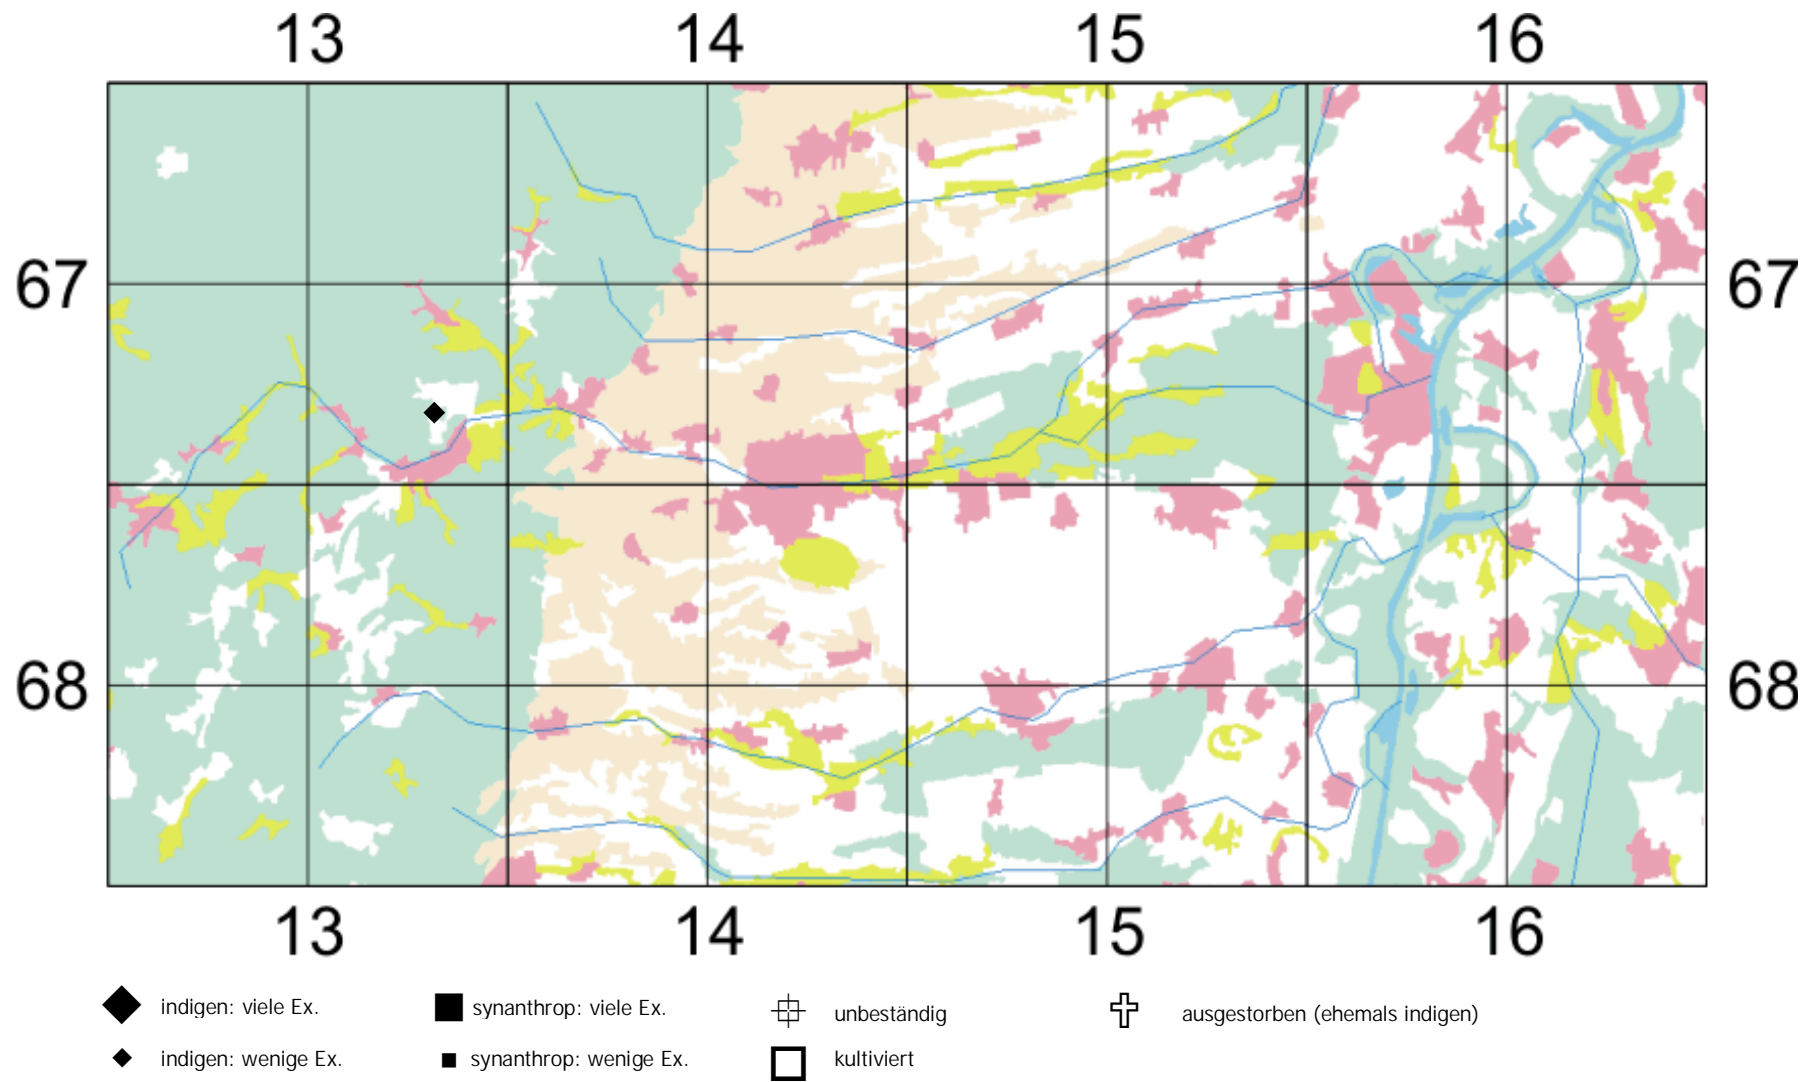 13 14 15 16
67 67
68 68
13 14 15 16
indigen: viele Ex. synanthrop: viele Ex. unbeständig ausgestorben (ehemals indigen)
indigen: wenige Ex. synanthrop: wenige Ex. kultiviert